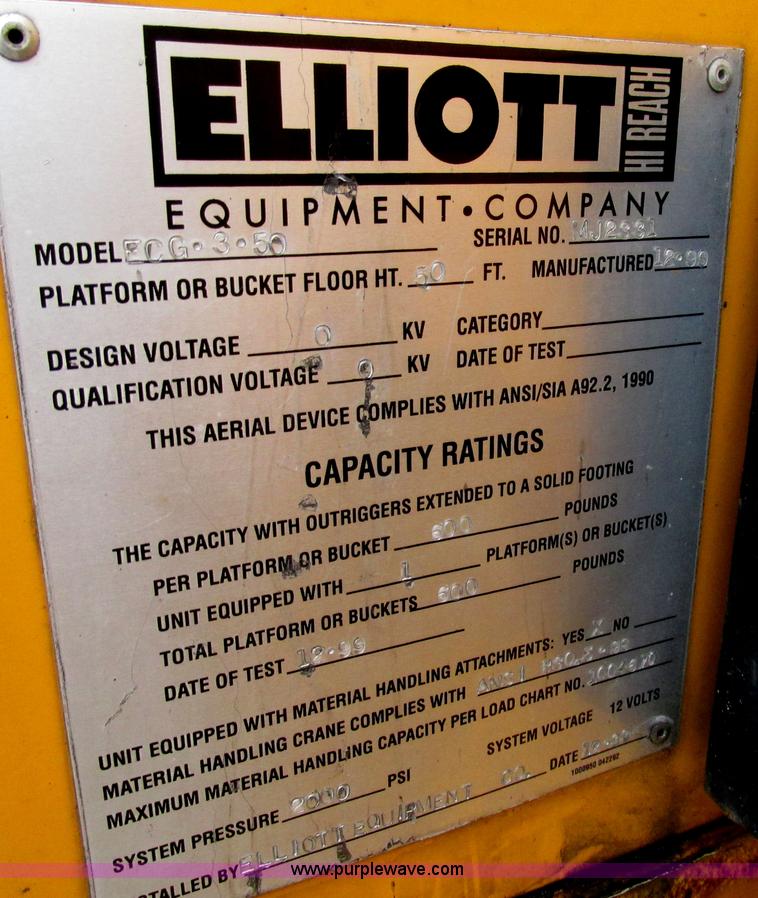 ELLIOTT HI REACH
EQUIPMENT • COMPANY
MODEL ECG·3·50 SERIAL NO.
PLATFORM OR BUCKET FLOOR HT. 50 FT. MANUFACTURED
DESIGN VOLTAGE 0 KV CATEGORY
QUALIFICATION VOLTAGE 0 KV DATE OF TEST
THIS AERIAL DEVICE COMPLIES WITH ANSI/SIA A92.2, 1990
CAPACITY RATINGS
THE CAPACITY WITH OUTRIGGERS EXTENDED TO A SOLID FOOTING
PER PLATFORM OR BUCKET 600 POUNDS
UNIT EQUIPPED WITH 1 PLATFORM(S) OR BUCKET(S)
TOTAL PLATFORM OR BUCKETS 600 POUNDS
DATE OF TEST 12-99
UNIT EQUIPPED WITH MATERIAL HANDLING ATTACHMENTS: YES X NO
MATERIAL HANDLING CRANE COMPLIES WITH ANSI
MAXIMUM MATERIAL HANDLING CAPACITY PER LOAD CHART NO.
SYSTEM PRESSURE 2000 PSI SYSTEM VOLTAGE 12 VOLTS
STALLED BY ELLIOTT EQUIPMENT CO. DATE
1000950 042292
www.purplewave.com